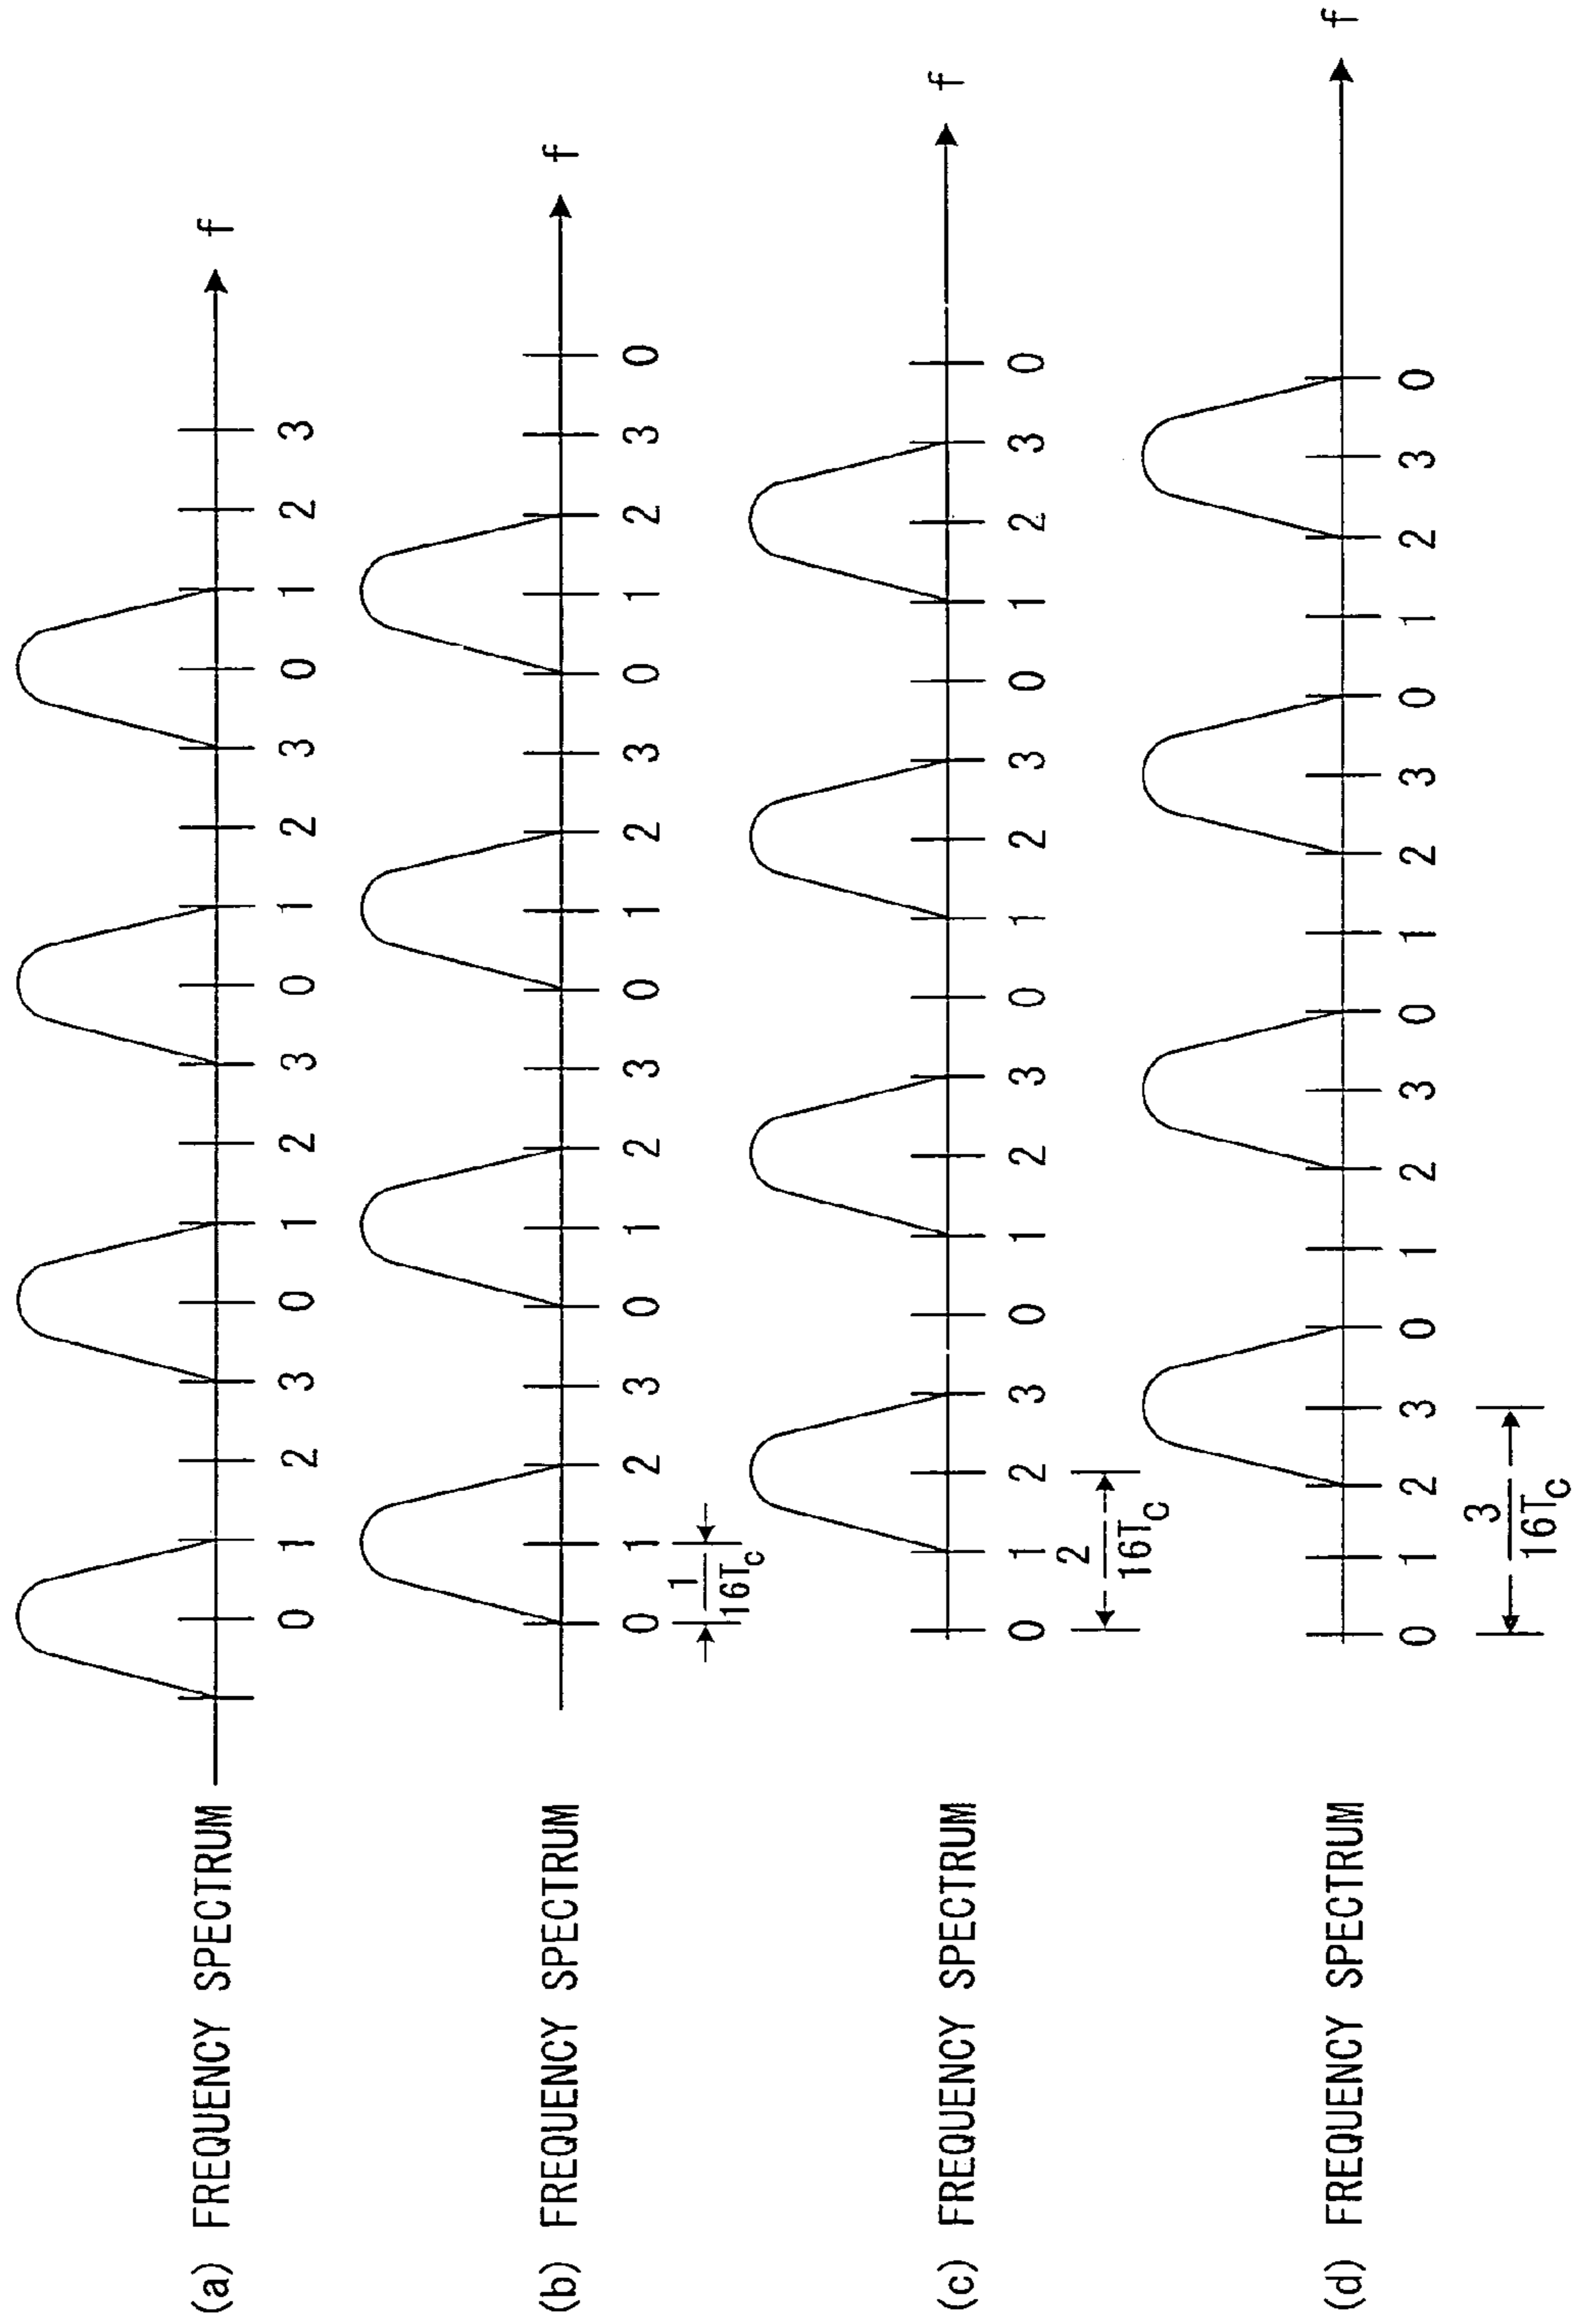 (a) FREQUENCY SPECTRUM
f
0 1 2 3 0 1 2 3 0 1 2 3 0 1 2 3
(b) FREQUENCY SPECTRUM
f
0 1 2 3 0 1 2 3 0 1 2 3 0 1 2 3 0
1
16Tc
(c) FREQUENCY SPECTRUM
f
0 1 2 3 0 1 2 3 0 1 2 3 0 1 2 3 0
2
16Tc
(d) FREQUENCY SPECTRUM
f
0 1 2 3 0 1 2 3 0 1 2 3 0 1 2 3 0
3
16Tc